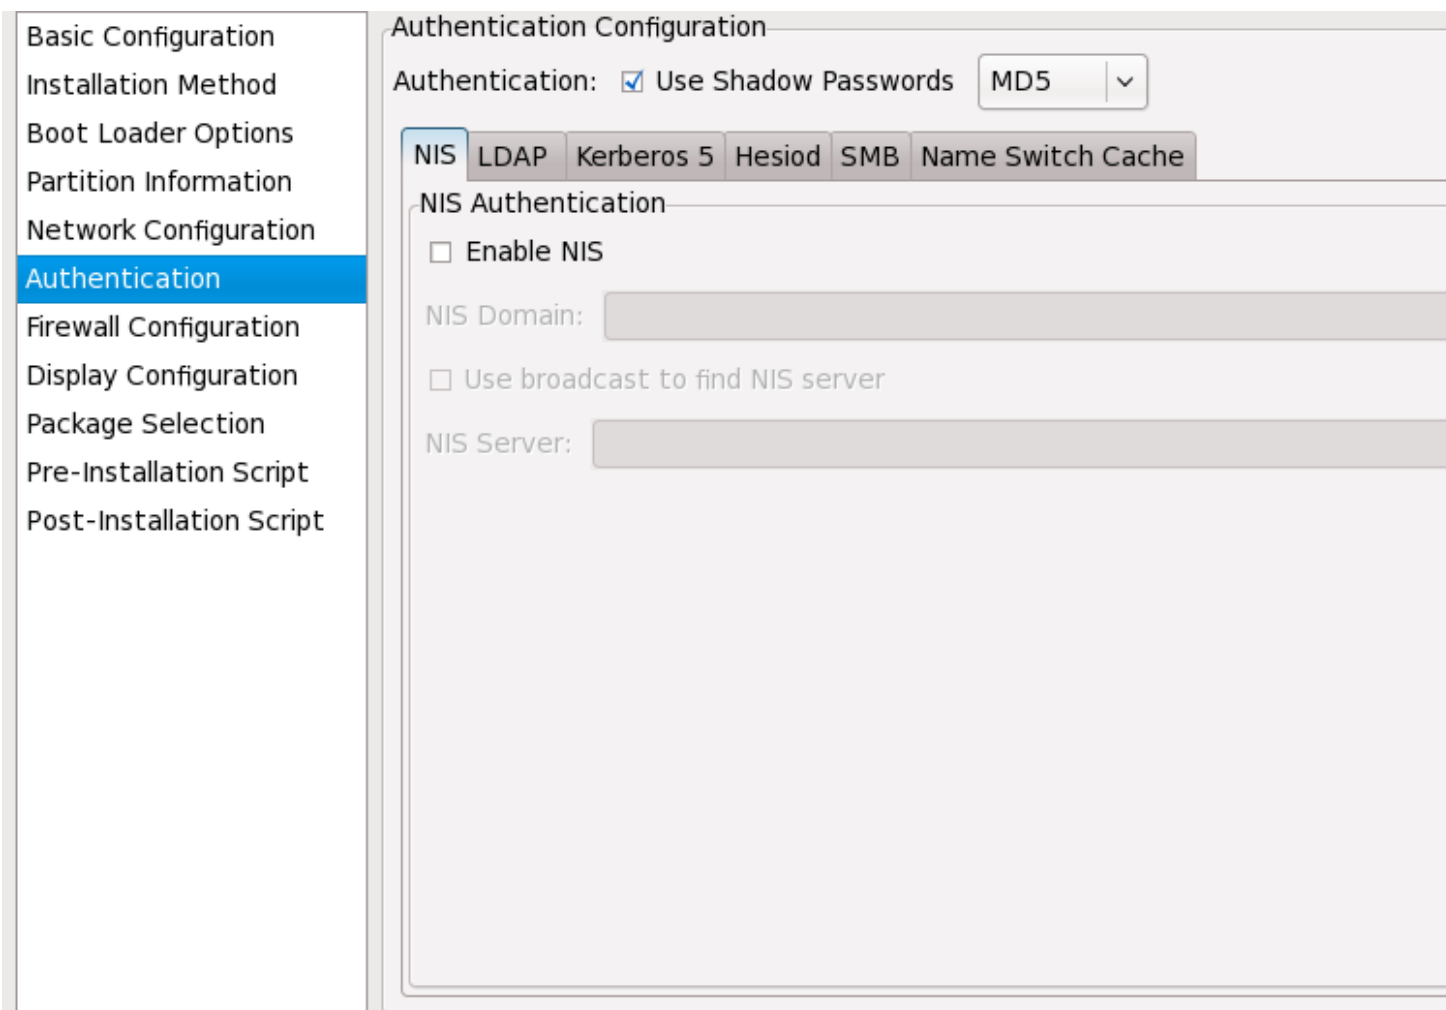 Basic Configuration
Installation Method
Boot Loader Options
Partition Information
Network Configuration
Authentication
Firewall Configuration
Display Configuration
Package Selection
Pre-Installation Script
Post-Installation Script
Authentication Configuration
Authentication: Use Shadow Passwords MD5
NIS LDAP Kerberos 5 Hesiod SMB Name Switch Cache
NIS Authentication
Enable NIS
NIS Domain:
Use broadcast to find NIS server
NIS Server: